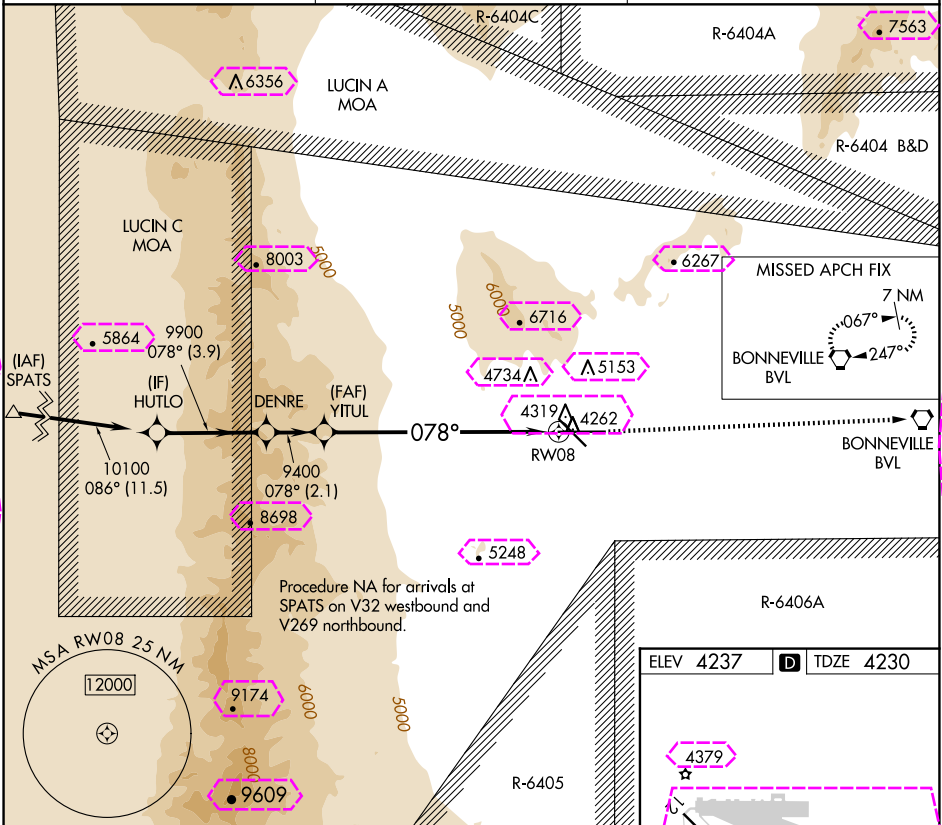 R-6404C
R-6404A
7563
6356
LUCIN A
MOA
R-6404 B&D
LUCIN C
MOA
8003
5000
6267
MISSED APCH FIX
7 NM
067°
247°
BONNEVILLE
BVL
6000
5000
6716
5864
9900
078° (3.9)
4734
5153
(IAF)
SPATS
(IF)
HUTLO
DENRE
(FAF)
YITUL
4319
4262
078°
RW08
BONNEVILLE
BVL
10100
086° (11.5)
9400
078° (2.1)
8698
5248
Procedure NA for arrivals at
SPATS on V32 westbound and
V269 northbound.
R-6406A
MSA RW08 25 NM
12000
ELEV 4237
D
TDZE 4230
9174
6000
5000
8000
9609
R-6405
4379
12